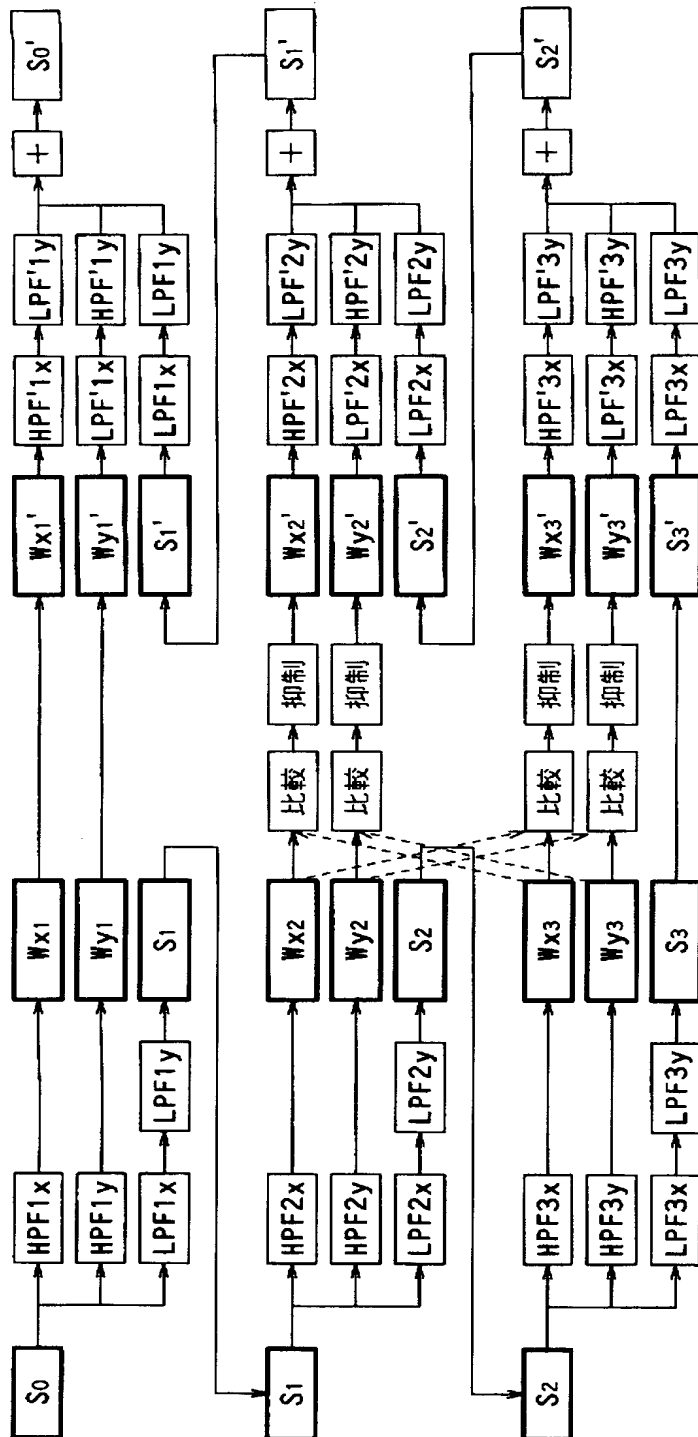 S0
HPF1x
HPF1y
LPF1x
LPF1y
Wx1
Wy1
S1
Wx1'
Wy1'
S1'
HPF'1x
LPF'1x
LPF1x
LPF'1y
HPF'1y
LPF1y
+
S0'
S1
HPF2x
HPF2y
LPF2x
LPF2y
Wx2
Wy2
S2
比較
比較
抑制
抑制
Wx2'
Wy2'
S2'
HPF'2x
LPF'2x
LPF2x
LPF'2y
HPF'2y
LPF2y
+
S1'
S2
HPF3x
HPF3y
LPF3x
LPF3y
Wx3
Wy3
S3
比較
比較
抑制
抑制
Wx3'
Wy3'
S3'
HPF'3x
LPF'3x
LPF3x
LPF'3y
HPF'3y
LPF3y
+
S2'